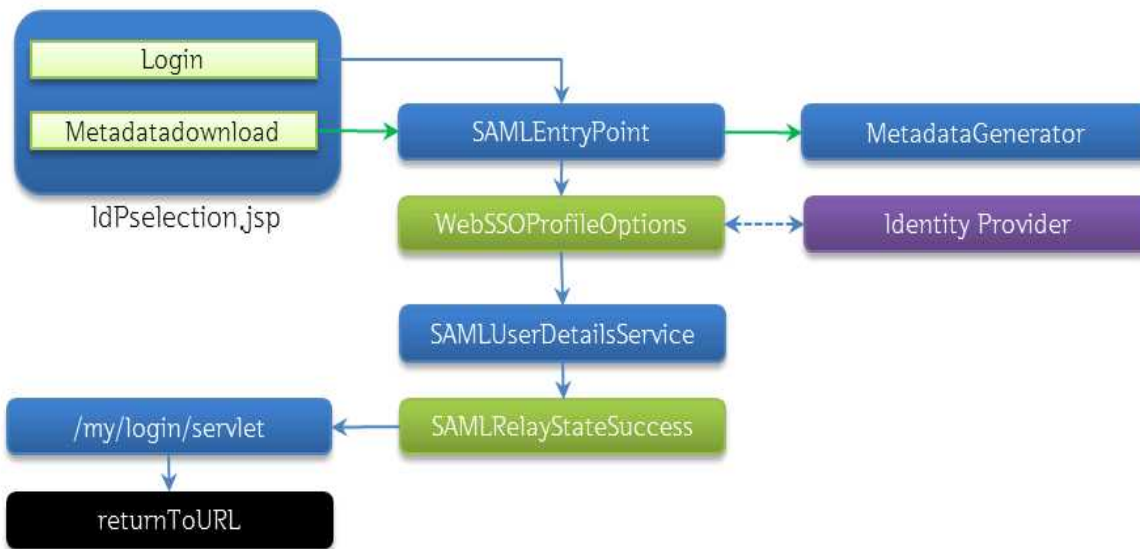 Login
Metadatadownload
IdPselection.jsp
SAMLEntryPoint
MetadataGenerator
WebSSOProfileOptions
Identity Provider
SAMLUserDetailsService
SAMLRelayStateSuccess
/my/login/servlet
returnToURL